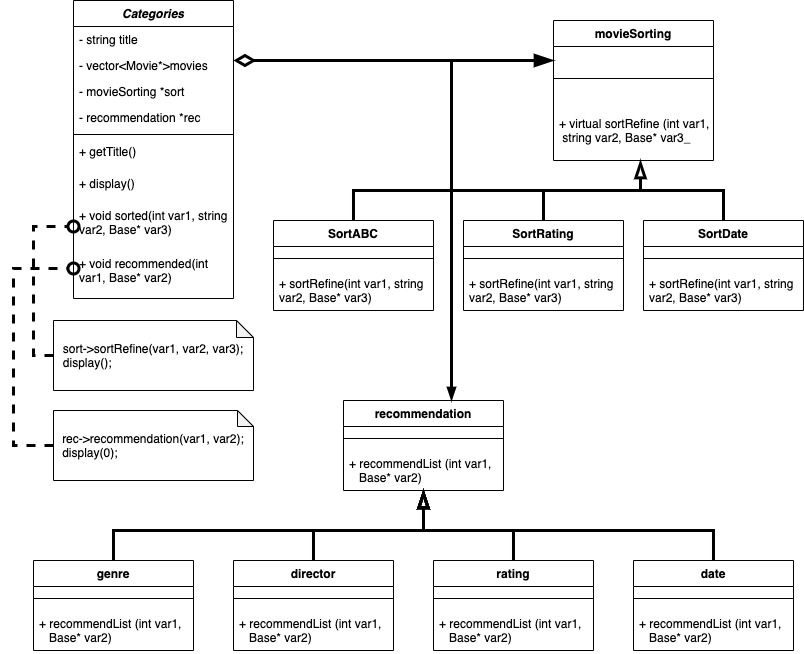 Categories
- string title
- vector<Movie*>movies
- movieSorting *sort
- recommendation *rec
+ getTitle()
+ display()
+ void sorted(int var1, string
var2, Base* var3)
+ void recommended(int
var1, Base* var2)
sort->sortRefine(var1, var2, var3);
display();
rec->recommendation(var1, var2);
display(0);
movieSorting
+ virtual sortRefine (int var1,
string var2, Base* var3_
SortABC
+ sortRefine(int var1, string
var2, Base* var3)
SortRating
+ sortRefine(int var1, string
var2, Base* var3)
SortDate
+ sortRefine(int var1, string
var2, Base* var3)
recommendation
+ recommendList (int var1,
Base* var2)
genre
+ recommendList (int var1,
Base* var2)
director
+ recommendList (int var1,
Base* var2)
rating
+ recommendList (int var1,
Base* var2)
date
+ recommendList (int var1,
Base* var2)